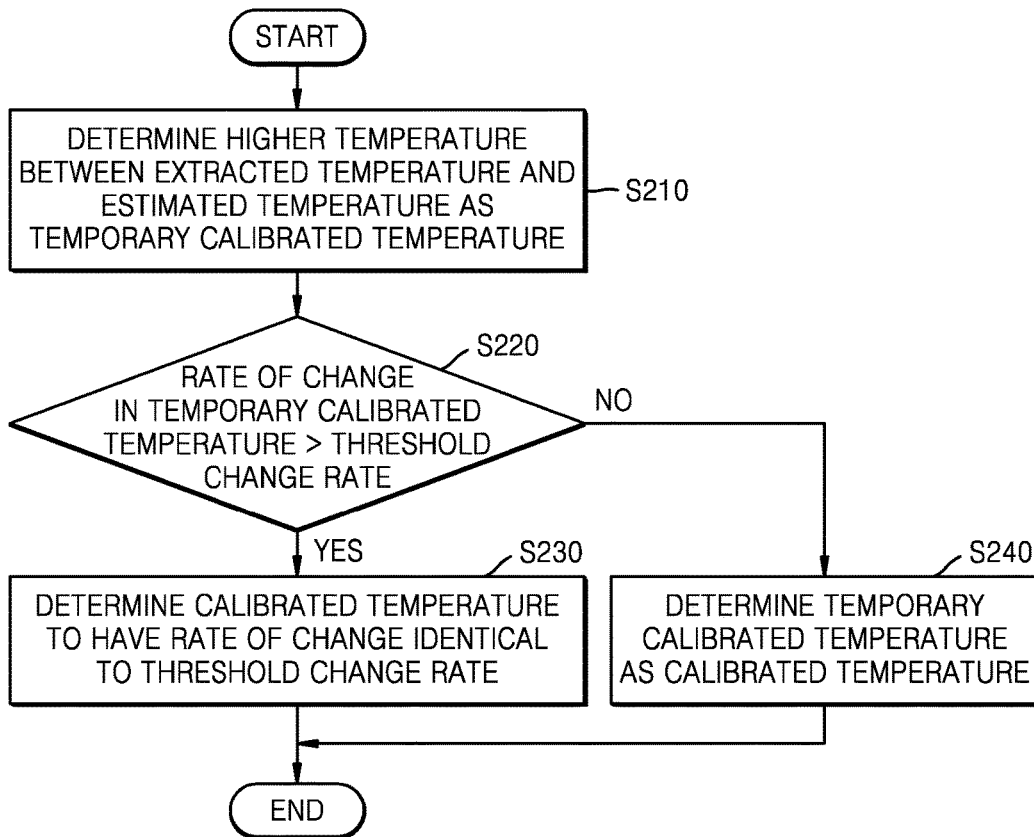 START
DETERMINE HIGHER TEMPERATURE
BETWEEN EXTRACTED TEMPERATURE AND
ESTIMATED TEMPERATURE AS
TEMPORARY CALIBRATED TEMPERATURE
S210
S220
RATE OF CHANGE
IN TEMPORARY CALIBRATED
TEMPERATURE > THRESHOLD
CHANGE RATE
NO
YES
S230
DETERMINE CALIBRATED TEMPERATURE
TO HAVE RATE OF CHANGE IDENTICAL
TO THRESHOLD CHANGE RATE
S240
DETERMINE TEMPORARY
CALIBRATED TEMPERATURE
AS CALIBRATED TEMPERATURE
END